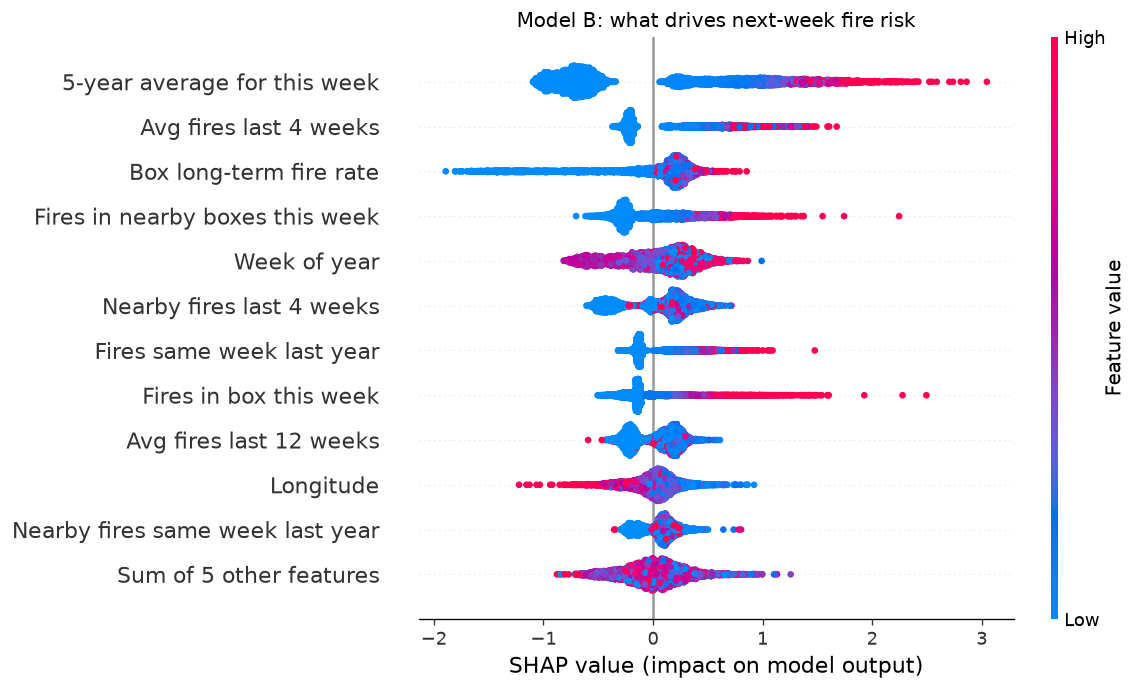 Model B: what drives next-week fire risk
High
5-year average for this week
Avg fires last 4 weeks
Box long-term fire rate
Fires in nearby boxes this week
Week of year
Nearby fires last 4 weeks
Fires same week last year
Fires in box this week
Avg fires last 12 weeks
Longitude
Nearby fires same week last year
Sum of 5 other features
Feature value
Low
−2 −1 0 1 2 3
SHAP value (impact on model output)